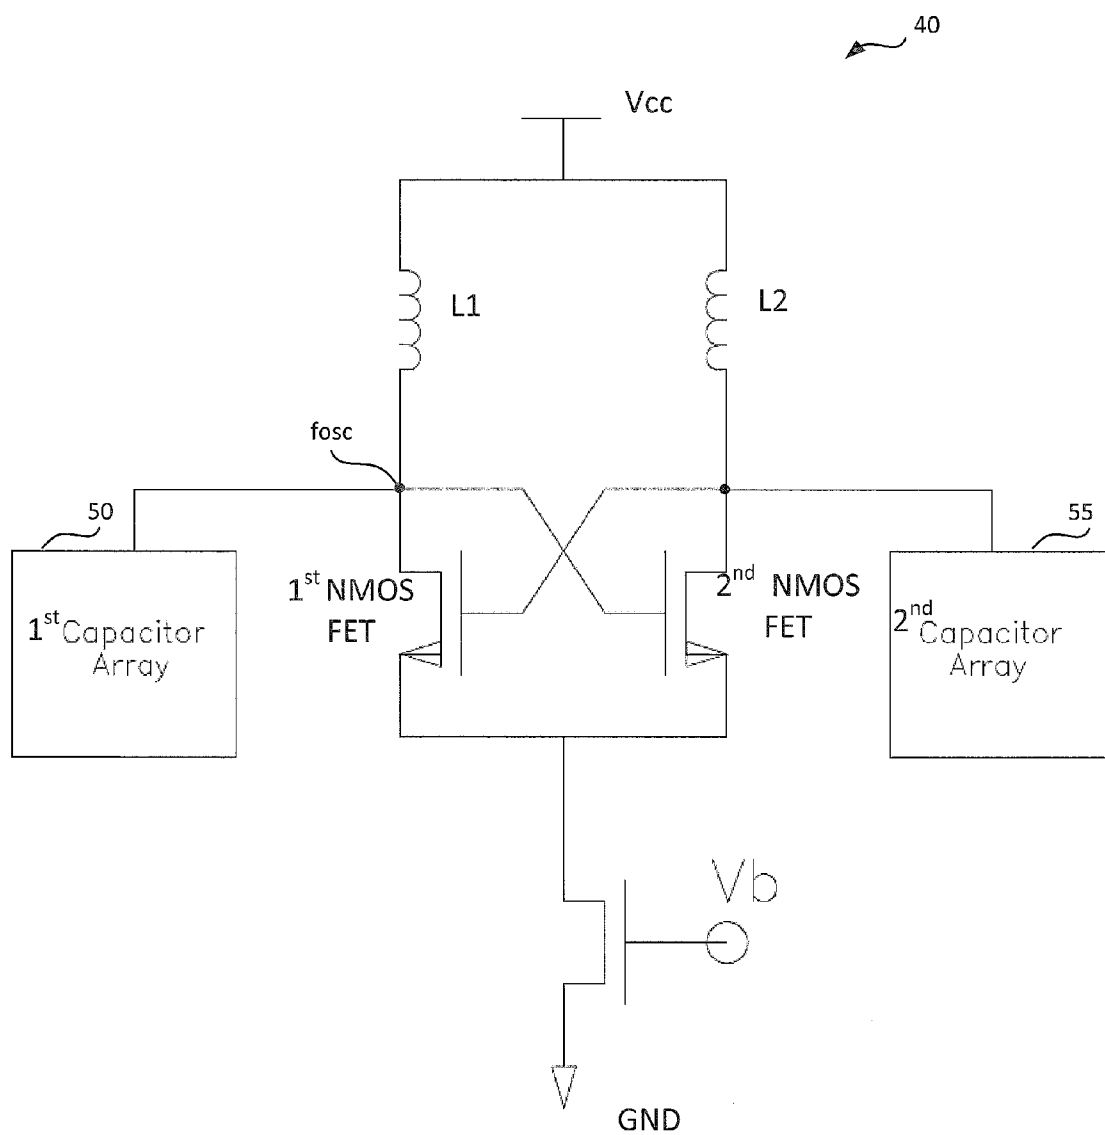 40
Vcc
L1
L2
fosc
50
55
1st NMOS
FET
2nd NMOS
FET
1st Capacitor
Array
2nd Capacitor
Array
Vb
GND